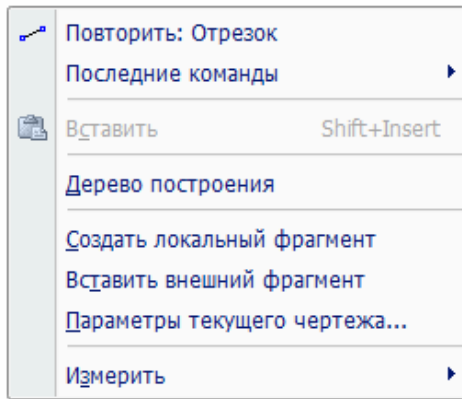 Повторить: Отрезок
Последние команды
Вставить Shift+Insert
Дерево построения
Создать локальный фрагмент
Вставить внешний фрагмент
Параметры текущего чертежа...
Измерить